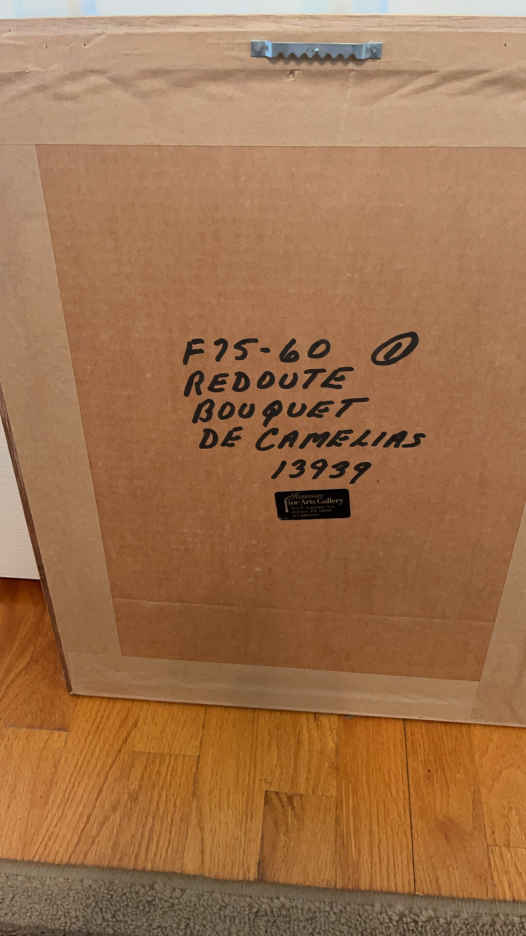 F75-60 1
REDOUTE
BOUQUET
DE CAMELIAS
13939
Fine Arts Gallery